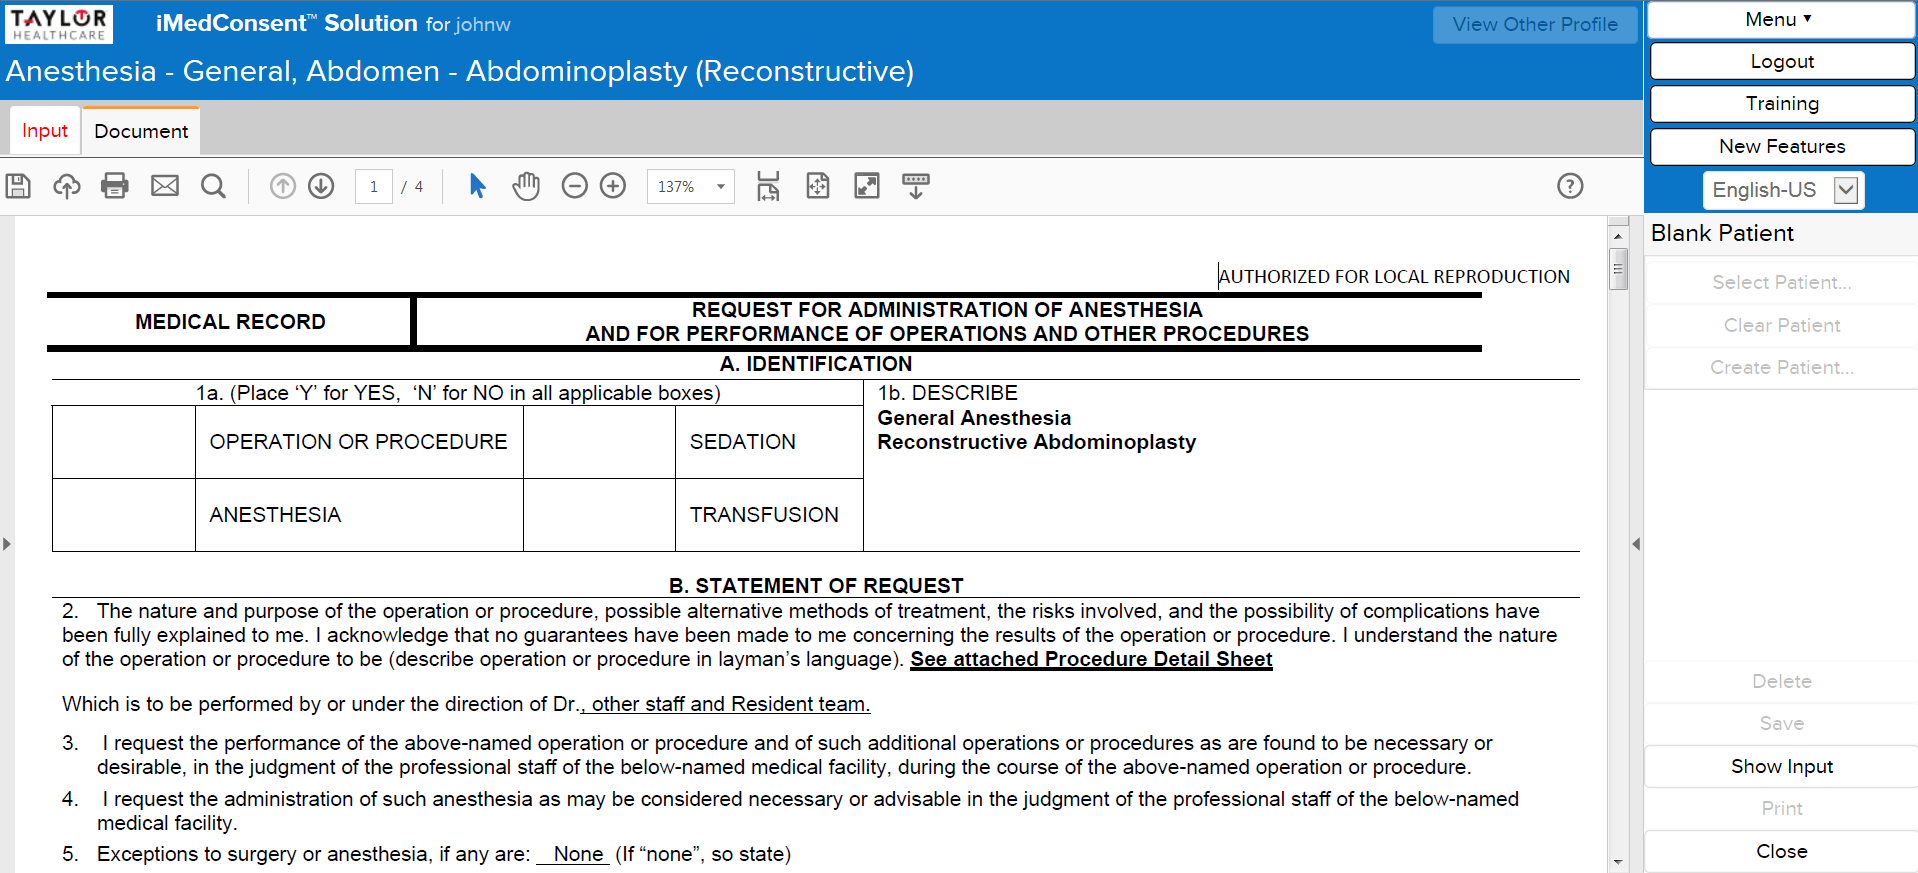 TAYLOR
HEALTHCARE
iMedConsent™ Solution for johnw
View Other Profile
Anesthesia - General, Abdomen - Abdominoplasty (Reconstructive)
Menu ▼
Logout
Training
New Features
English-US
Input
Document
1 / 4
137%
Blank Patient
Select Patient...
Clear Patient
Create Patient...
AUTHORIZED FOR LOCAL REPRODUCTION
MEDICAL RECORD
REQUEST FOR ADMINISTRATION OF ANESTHESIA
AND FOR PERFORMANCE OF OPERATIONS AND OTHER PROCEDURES
A. IDENTIFICATION
1a. (Place ‘Y’ for YES, ‘N’ for NO in all applicable boxes)
OPERATION OR PROCEDURE
SEDATION
ANESTHESIA
TRANSFUSION
1b. DESCRIBE
General Anesthesia
Reconstructive Abdominoplasty
B. STATEMENT OF REQUEST
2. The nature and purpose of the operation or procedure, possible alternative methods of treatment, the risks involved, and the possibility of complications have
been fully explained to me. I acknowledge that no guarantees have been made to me concerning the results of the operation or procedure. I understand the nature
of the operation or procedure to be (describe operation or procedure in layman’s language). See attached Procedure Detail Sheet
Which is to be performed by or under the direction of Dr., other staff and Resident team.
3. I request the performance of the above-named operation or procedure and of such additional operations or procedures as are found to be necessary or
desirable, in the judgment of the professional staff of the below-named medical facility, during the course of the above-named operation or procedure.
4. I request the administration of such anesthesia as may be considered necessary or advisable in the judgment of the professional staff of the below-named
medical facility.
5. Exceptions to surgery or anesthesia, if any are: None (If “none”, so state)
Delete
Save
Show Input
Print
Close